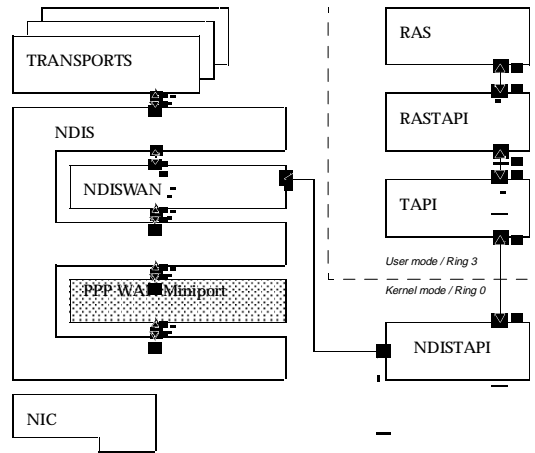 TRANSPORTS
NDIS
NDISWAN
PPP WAN Miniport
NIC
RAS
RASTAPI
TAPI
User mode / Ring 3
Kernel mode / Ring 0
NDISTAPI